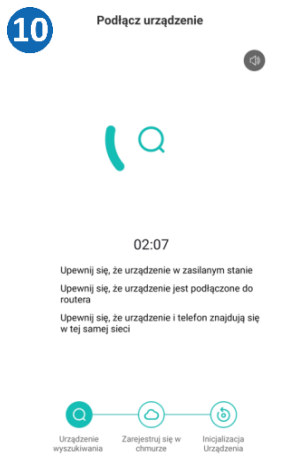 10
Podłącz urządzenie
02:07
Upewnij się, że urządzenie w zasilanym stanie
Upewnij się, że urządzenie jest podłączone do
routera
Upewnij się, że urządzenie i telefon znajdują się
w tej samej sieci
Urządzenie
wyszukiwania
Zarejestruj się w
chmurze
Inicjalizacja
Urządzenia